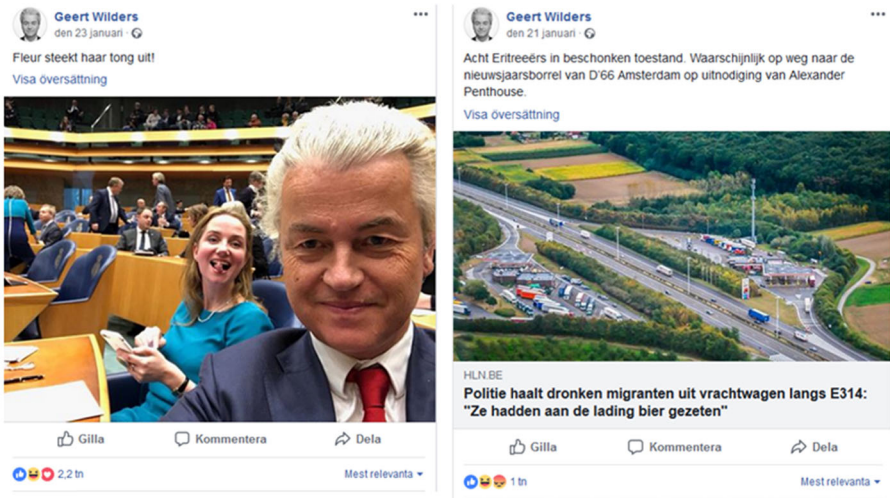 Geert Wilders
den 23 januari ·
Fleur steekt haar tong uit!
Visa översättning
Gilla
Kommentera
Dela
2,2 tn
Mest relevanta
Geert Wilders
den 21 januari ·
Acht Eritreeërs in beschonken toestand. Waarschijnlijk op weg naar de
nieuwsjaarsborrel van D'66 Amsterdam op uitnodiging van Alexander
Penthouse.
Visa översättning
HLN.BE
Politie haalt dronken migranten uit vrachtwagen langs E314:
"Ze hadden aan de lading bier gezeten"
Gilla
Kommentera
Dela
1 tn
Mest relevanta